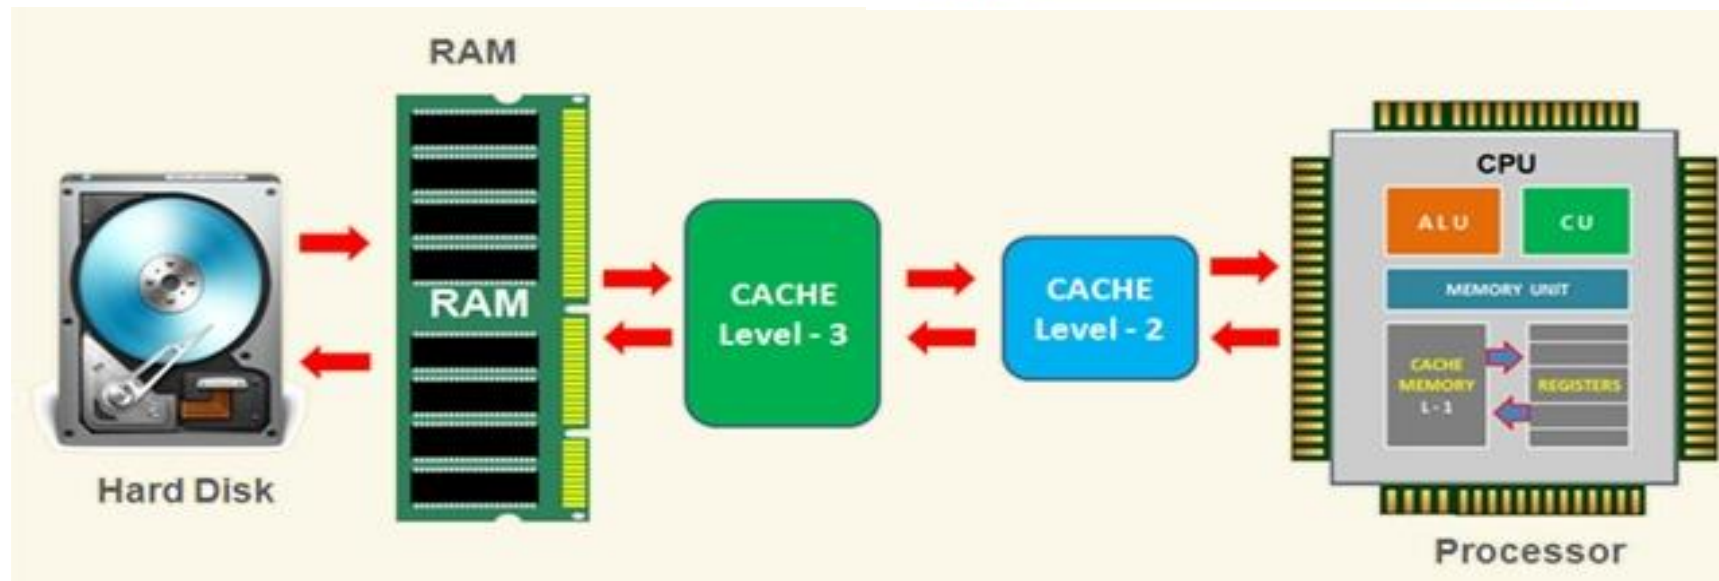 RAM
RAM
Hard Disk
CACHE
Level - 3
CACHE
Level - 2
CPU
ALU
CU
MEMORY UNIT
CACHE
MEMORY
L - 1
REGISTERS
Processor